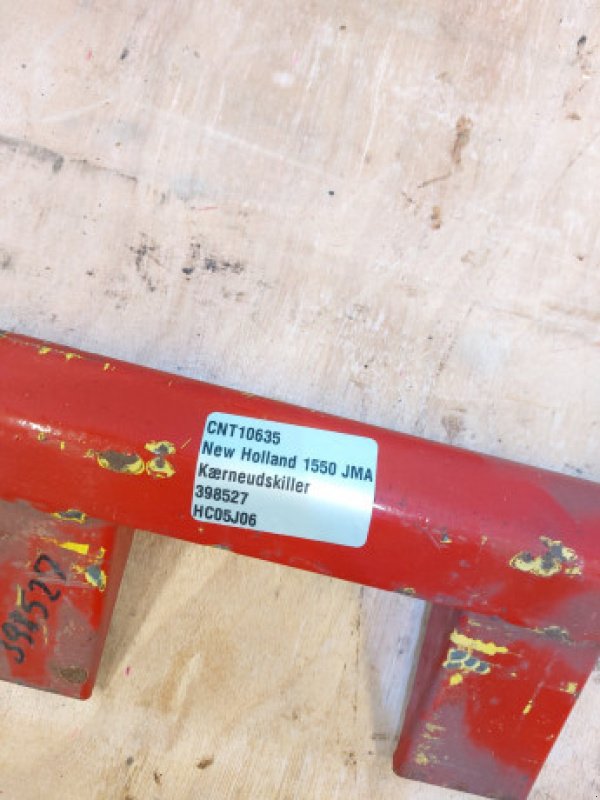 CNT10635
New Holland 1550 JMA
Kærneudskiller
398527
HC05J06
398527